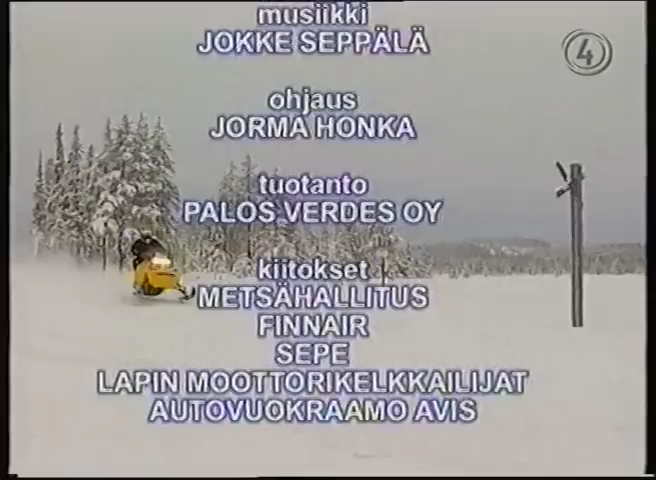 musiikki
JOKKE SEPPÄLÄ
4
ohjaus
JORMA HONKA
tuotanto
PALOS VERDES OY
kiitokset
METSÄHALLITUS
FINNAIR
SEPE
LAPIN MOOTTORIKELKKAILIJAT
AUTOVUOKRAAMO AVIS